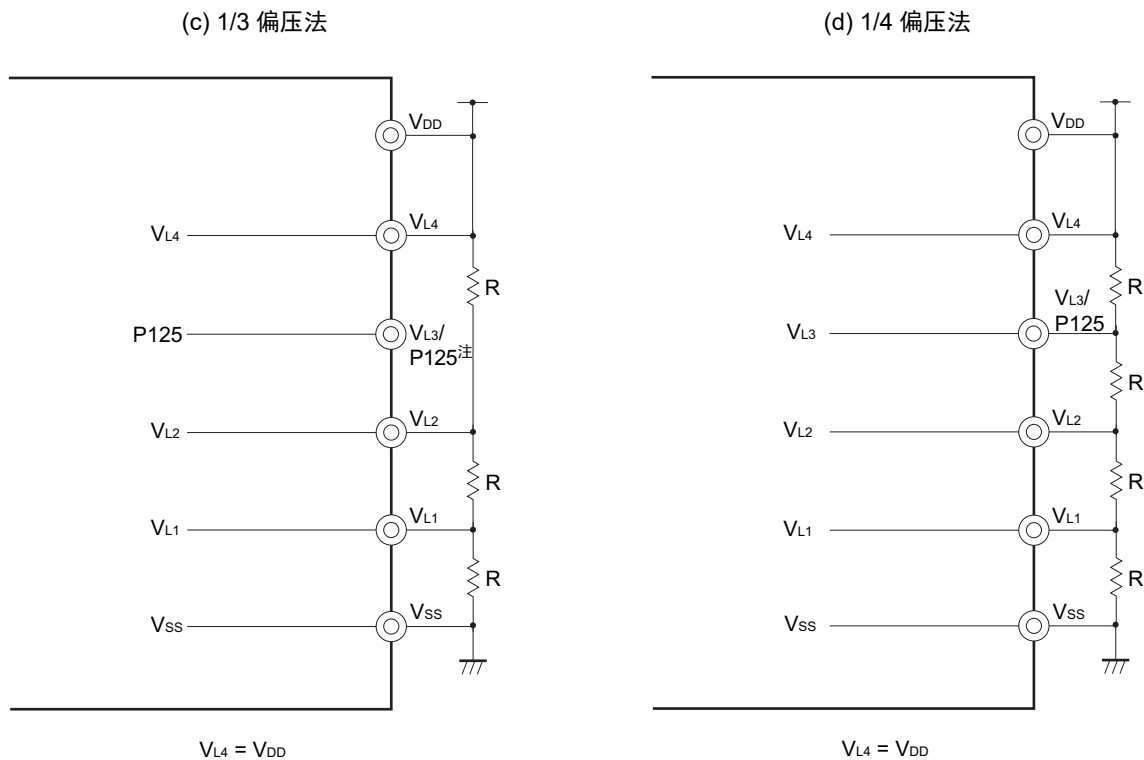 (c) 1/3 偏压法
VDD
VL4
VL4
R
P125
VL3/
P125注
VL2
VL2
R
VL1
VL1
R
VSS
VSS
VL4 = VDD
(d) 1/4 偏压法
VDD
VL4
VL4
R
VL3
VL3/
P125
R
VL2
VL2
R
VL1
VL1
R
VSS
VSS
VL4 = VDD